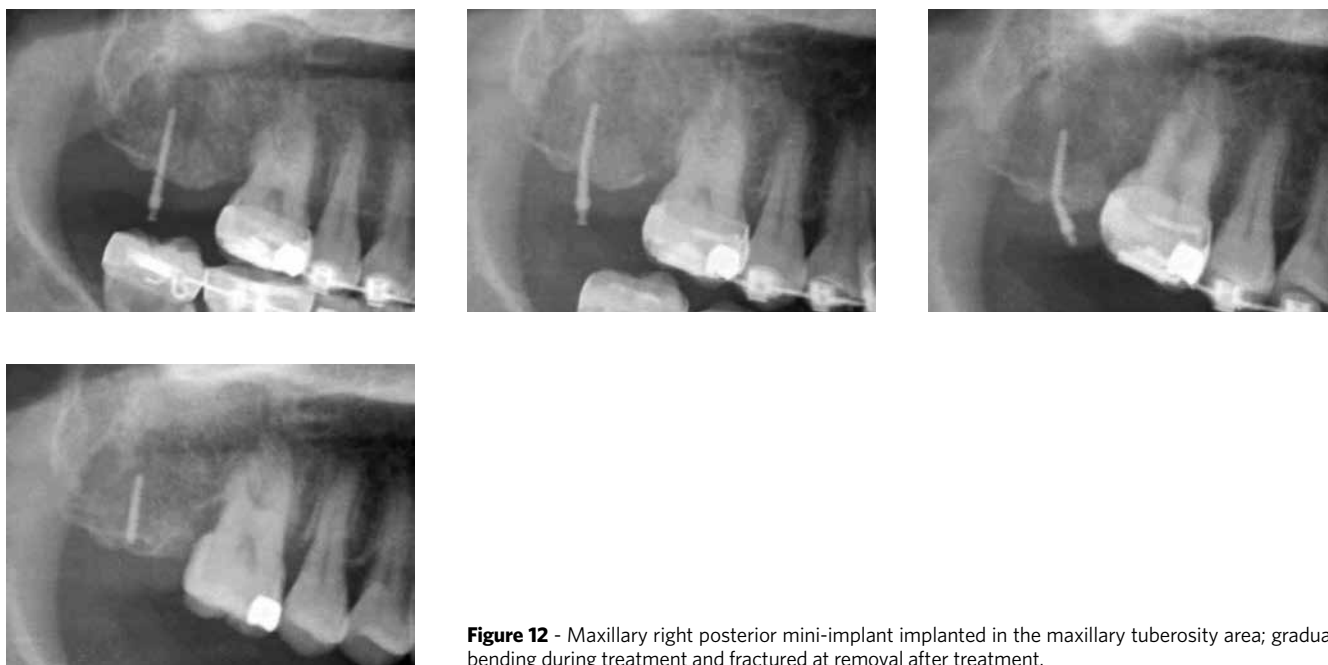 Figure 12 - Maxillary right posterior mini-implant implanted in the maxillary tuberosity area; gradual
bending during treatment and fractured at removal after treatment.